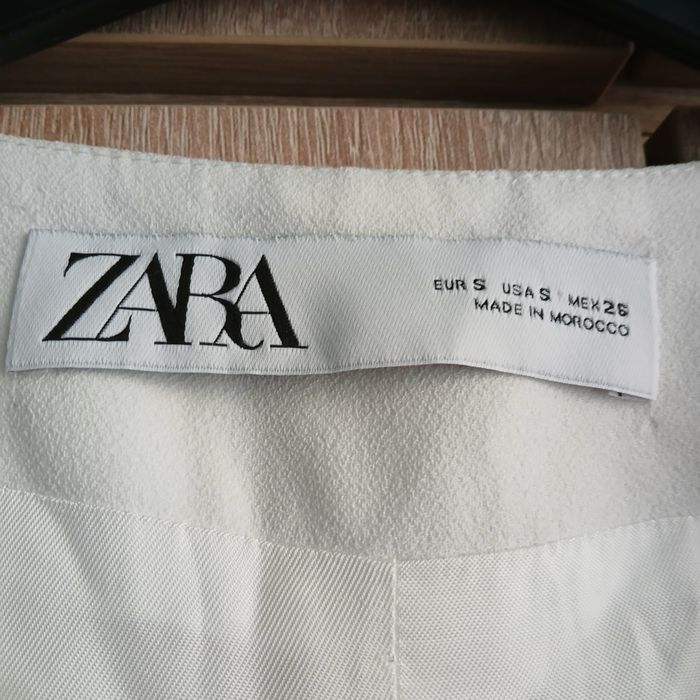 ZARA
EUR S USA S MEX 26
MADE IN MOROCCO